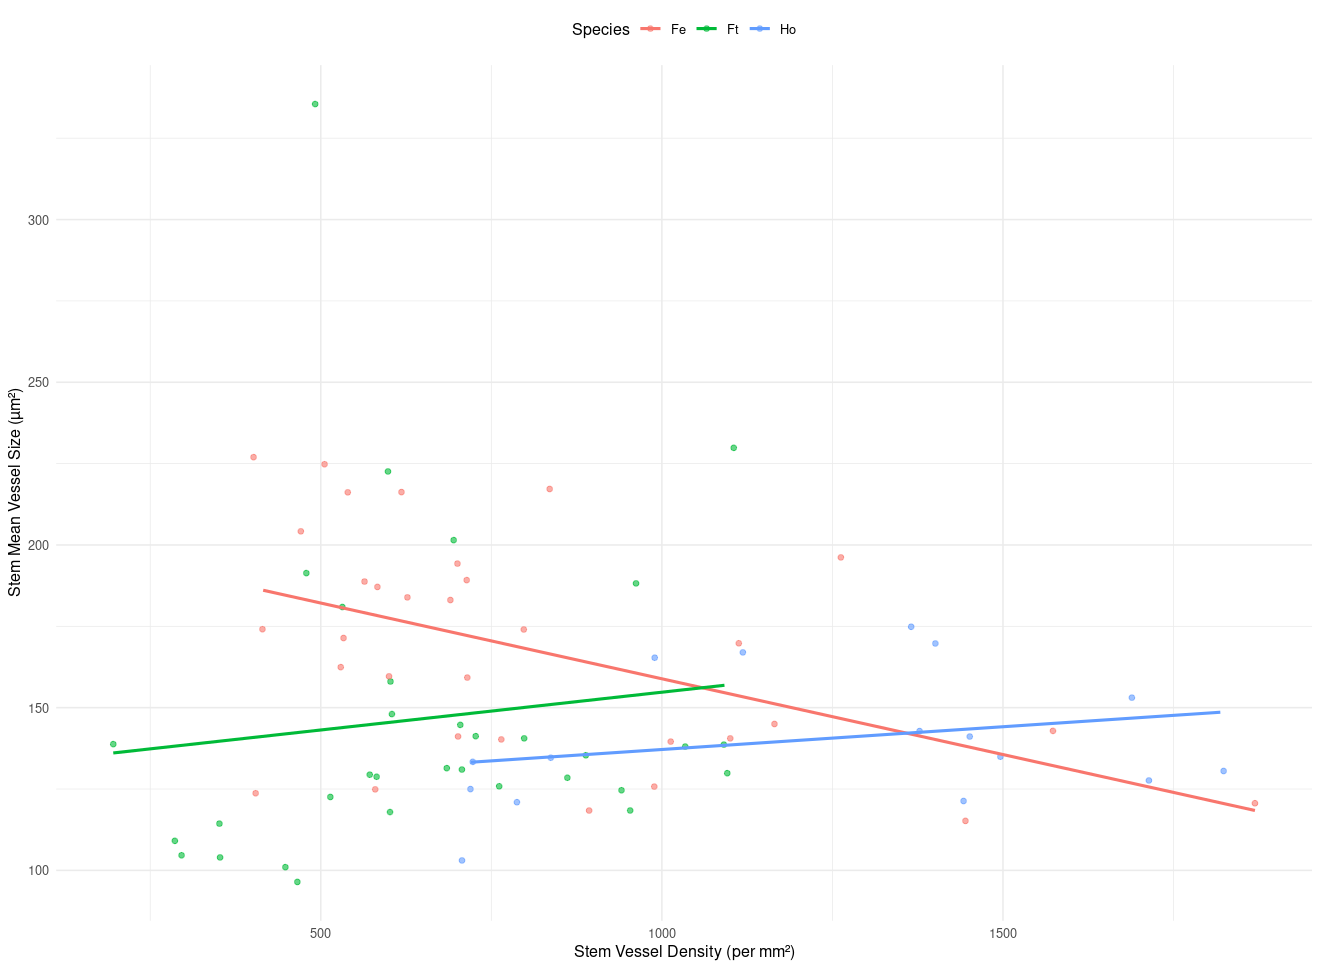 Species Fe Ft Ho
300
250
200
150
100
Stem Mean Vessel Size (µm²)
500 1000 1500
Stem Vessel Density (per mm²)